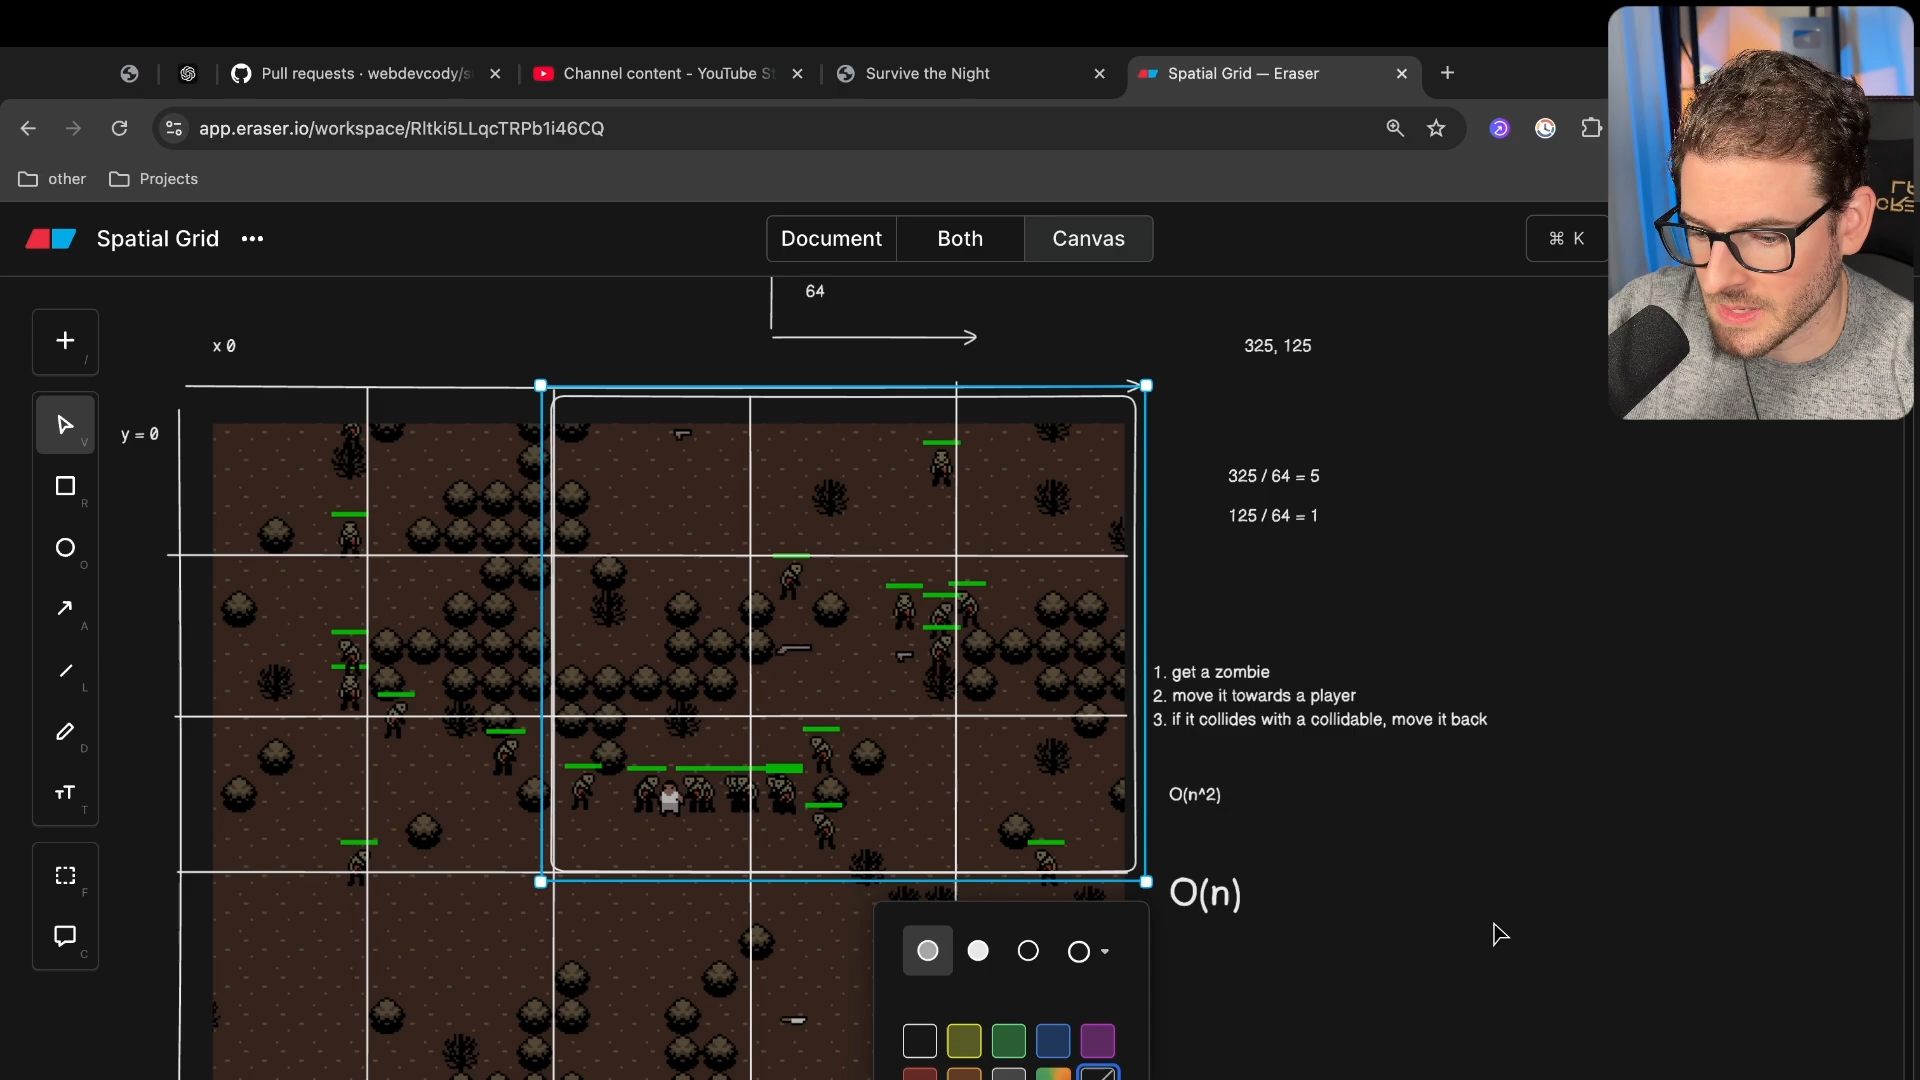 Pull requests · webdevcody/s
Channel content - YouTube St
Survive the Night
Spatial Grid — Eraser
app.eraser.io/workspace/Rltki5LLqcTRPb1i46CQ
other
Projects
Spatial Grid
Document
Both
Canvas
⌘ K
64
x 0
325, 125
y = 0
325 / 64 = 5
125 / 64 = 1
1. get a zombie
2. move it towards a player
3. if it collides with a collidable, move it back
O(n^2)
O(n)
/
V
R
O
A
L
D
T
F
C